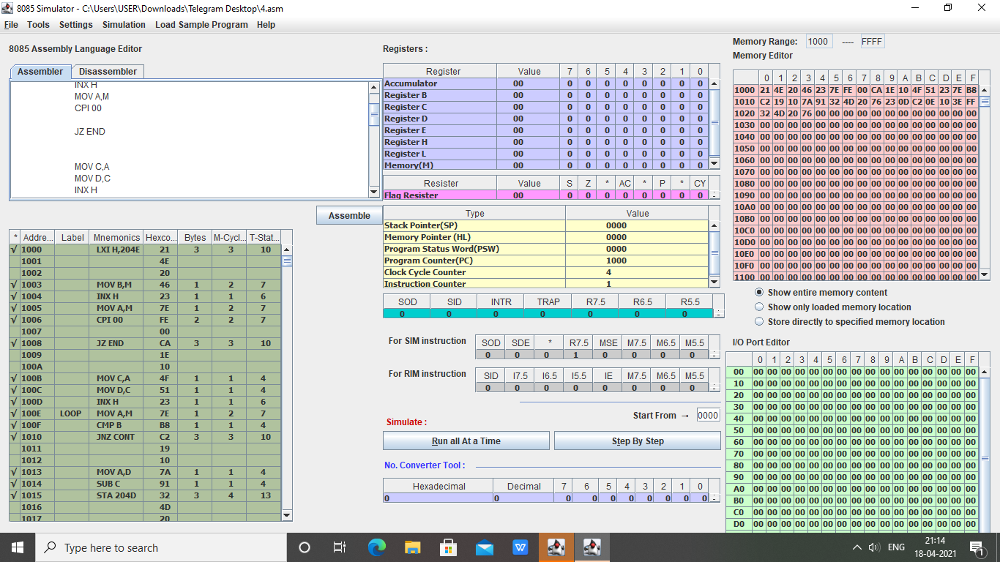 8085 Simulator - C:\Users\USER\Downloads\Telegram Desktop\4.asm
File Tools Settings Simulation Load Sample Program Help
8085 Assembly Language Editor
Assembler Disassembler
INX H
MOV A,M
CPI 00
JZ END
MOV C,A
MOV D,C
INX H
Assemble
* Addre... Label Mnemonics Hexco... Bytes M-Cycl... T-Stat...
√ 1000 LXI H,204E 21 3 3 10
1001 4E
1002 20
√ 1003 MOV B,M 46 1 2 7
√ 1004 INX H 23 1 1 6
√ 1005 MOV A,M 7E 1 2 7
√ 1006 CPI 00 FE 2 2 7
1007 00
√ 1008 JZ END CA 3 3 10
1009 1E
100A 10
√ 100B MOV C,A 4F 1 1 4
√ 100C MOV D,C 51 1 1 4
√ 100D INX H 23 1 1 6
√ 100E LOOP MOV A,M 7E 1 2 7
√ 100F CMP B B8 1 1 4
√ 1010 JNZ CONT C2 3 3 10
1011 19
1012 10
√ 1013 MOV A,D 7A 1 1 4
√ 1014 SUB C 91 1 1 4
√ 1015 STA 204D 32 3 4 13
1016 4D
1017 20
Registers :
Register Value 7 6 5 4 3 2 1 0
Accumulator 00 0 0 0 0 0 0 0 0
Register B 00 0 0 0 0 0 0 0 0
Register C 00 0 0 0 0 0 0 0 0
Register D 00 0 0 0 0 0 0 0 0
Register E 00 0 0 0 0 0 0 0 0
Register H 00 0 0 0 0 0 0 0 0
Register L 00 0 0 0 0 0 0 0 0
Memory(M) 00 0 0 0 0 0 0 0 0
Resister Value S Z * AC * P * CY
Flag Resister 00 0 0 0 0 0 0 0 0
Type Value
Stack Pointer(SP) 0000
Memory Pointer (HL) 0000
Program Status Word(PSW) 0000
Program Counter(PC) 1000
Clock Cycle Counter 4
Instruction Counter 1
SOD SID INTR TRAP R7.5 R6.5 R5.5
0 0 0 0 0 0 0
For SIM instruction
SOD SDE * R7.5 MSE M7.5 M6.5 M5.5
0 0 0 1 0 0 0 0
For RIM instruction
SID I7.5 I6.5 I5.5 IE M7.5 M6.5 M5.5
0 0 0 0 0 0 0 0
Start From → 0000
Simulate :
Run all At a Time Step By Step
No. Converter Tool :
Hexadecimal Decimal 7 6 5 4 3 2 1 0
0 0 0 0 0 0 0 0 0 0
Memory Range: 1000 ---- FFFF
Memory Editor
0 1 2 3 4 5 6 7 8 9 A B C D E F
1000 21 4E 20 46 23 7E FE 00 CA 1E 10 4F 51 23 7E B8
1010 C2 19 10 7A 91 32 4D 20 76 23 0D C2 0E 10 3E FF
1020 32 4D 20 76 00 00 00 00 00 00 00 00 00 00 00 00
1030 00 00 00 00 00 00 00 00 00 00 00 00 00 00 00 00
1040 00 00 00 00 00 00 00 00 00 00 00 00 00 00 00 00
1050 00 00 00 00 00 00 00 00 00 00 00 00 00 00 00 00
1060 00 00 00 00 00 00 00 00 00 00 00 00 00 00 00 00
1070 00 00 00 00 00 00 00 00 00 00 00 00 00 00 00 00
1080 00 00 00 00 00 00 00 00 00 00 00 00 00 00 00 00
1090 00 00 00 00 00 00 00 00 00 00 00 00 00 00 00 00
10A0 00 00 00 00 00 00 00 00 00 00 00 00 00 00 00 00
10B0 00 00 00 00 00 00 00 00 00 00 00 00 00 00 00 00
10C0 00 00 00 00 00 00 00 00 00 00 00 00 00 00 00 00
10D0 00 00 00 00 00 00 00 00 00 00 00 00 00 00 00 00
10E0 00 00 00 00 00 00 00 00 00 00 00 00 00 00 00 00
10F0 00 00 00 00 00 00 00 00 00 00 00 00 00 00 00 00
1100 00 00 00 00 00 00 00 00 00 00 00 00 00 00 00 00
Show entire memory content
Show only loaded memory location
Store directly to specified memory location
I/O Port Editor
0 1 2 3 4 5 6 7 8 9 A B C D E F
00 00 00 00 00 00 00 00 00 00 00 00 00 00 00 00 00
10 00 00 00 00 00 00 00 00 00 00 00 00 00 00 00 00
20 00 00 00 00 00 00 00 00 00 00 00 00 00 00 00 00
30 00 00 00 00 00 00 00 00 00 00 00 00 00 00 00 00
40 00 00 00 00 00 00 00 00 00 00 00 00 00 00 00 00
50 00 00 00 00 00 00 00 00 00 00 00 00 00 00 00 00
60 00 00 00 00 00 00 00 00 00 00 00 00 00 00 00 00
70 00 00 00 00 00 00 00 00 00 00 00 00 00 00 00 00
80 00 00 00 00 00 00 00 00 00 00 00 00 00 00 00 00
90 00 00 00 00 00 00 00 00 00 00 00 00 00 00 00 00
A0 00 00 00 00 00 00 00 00 00 00 00 00 00 00 00 00
B0 00 00 00 00 00 00 00 00 00 00 00 00 00 00 00 00
C0 00 00 00 00 00 00 00 00 00 00 00 00 00 00 00 00
D0 00 00 00 00 00 00 00 00 00 00 00 00 00 00 00 00
Type here to search
ENG
21:14
18-04-2021
1